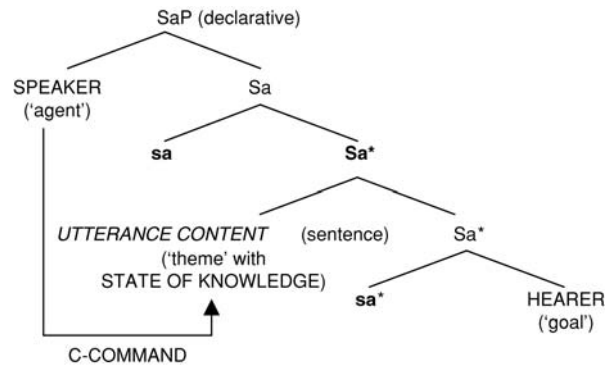 SaP (declarative)
SPEAKER
('agent')
Sa
sa
Sa*
UTTERANCE CONTENT (sentence)
('theme' with
STATE OF KNOWLEDGE)
Sa*
sa*
HEARER
('goal')
C-COMMAND